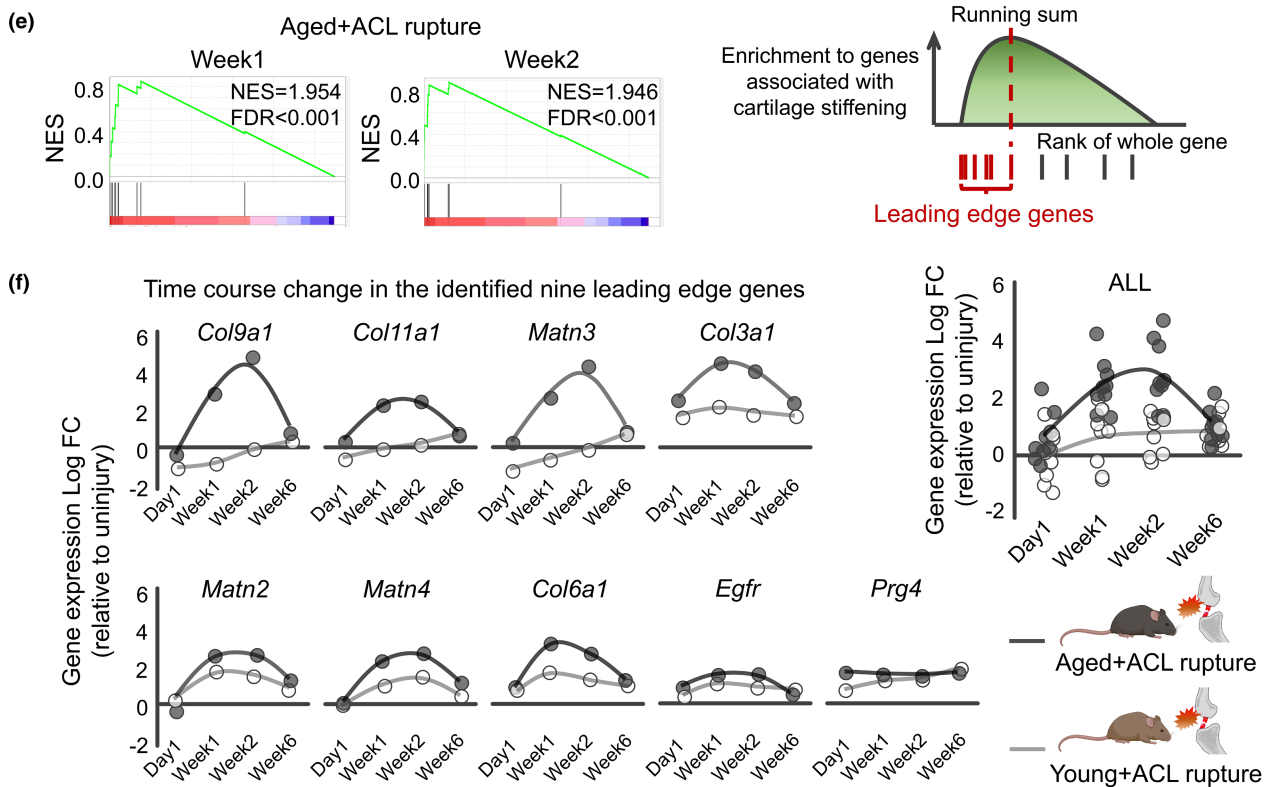 (e)
Aged+ACL rupture
Week1
Week2
NES
0.8
0.4
0.0
NES=1.954
FDR<0.001
NES
0.8
0.4
0.0
NES=1.946
FDR<0.001
Running sum
Enrichment to genes
associated with
cartilage stiffening
Rank of whole gene
Leading edge genes
(f)
Time course change in the identified nine leading edge genes
Gene expression Log FC
(relative to uninjury)
6
4
2
0
-2
Col9a1
Col11a1
Matn3
Col3a1
Day1
Week1
Week2
Week6
Day1
Week1
Week2
Week6
Day1
Week1
Week2
Week6
Day1
Week1
Week2
Week6
6
4
2
0
-2
Matn2
Matn4
Col6a1
Egfr
Prg4
Day1
Week1
Week2
Week6
Day1
Week1
Week2
Week6
Day1
Week1
Week2
Week6
Day1
Week1
Week2
Week6
Day1
Week1
Week2
Week6
ALL
Gene expression Log FC
(relative to uninjury)
6
4
2
0
-2
Day1
Week1
Week2
Week6
Aged+ACL rupture
Young+ACL rupture